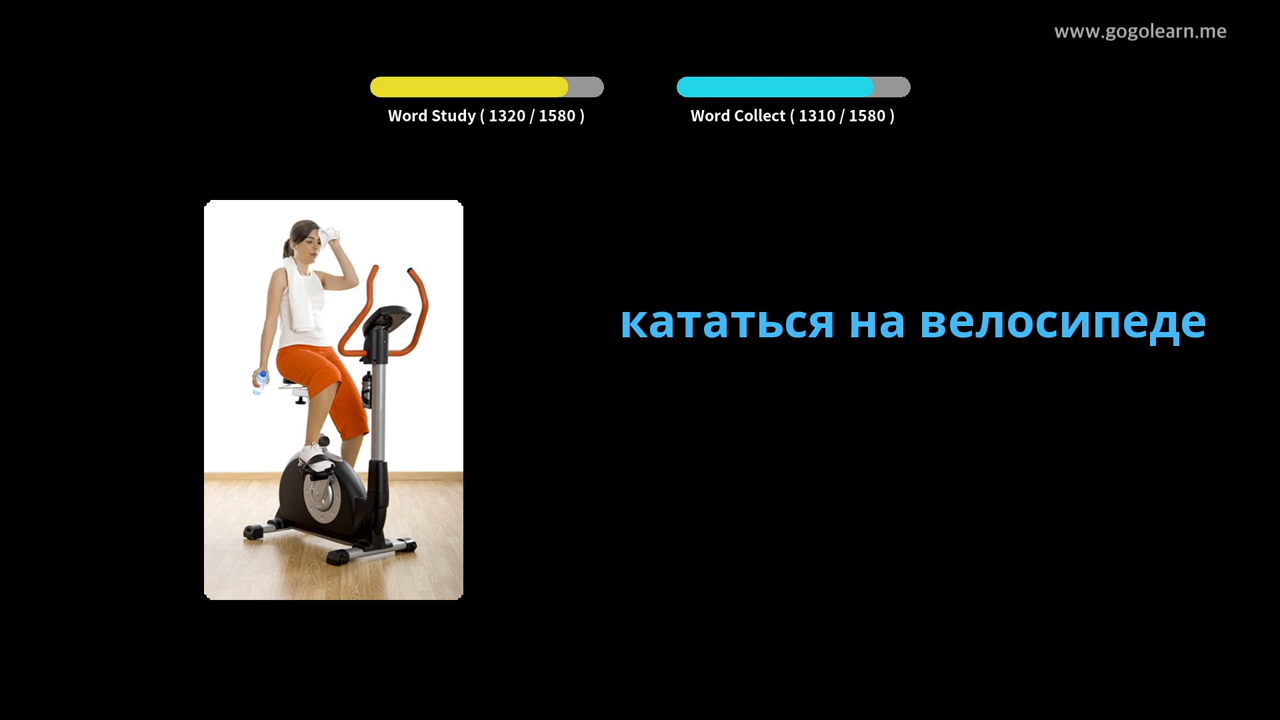 www.gogolearn.me
Word Study ( 1320 / 1580 )
Word Collect ( 1310 / 1580 )
кататься на велосипеде